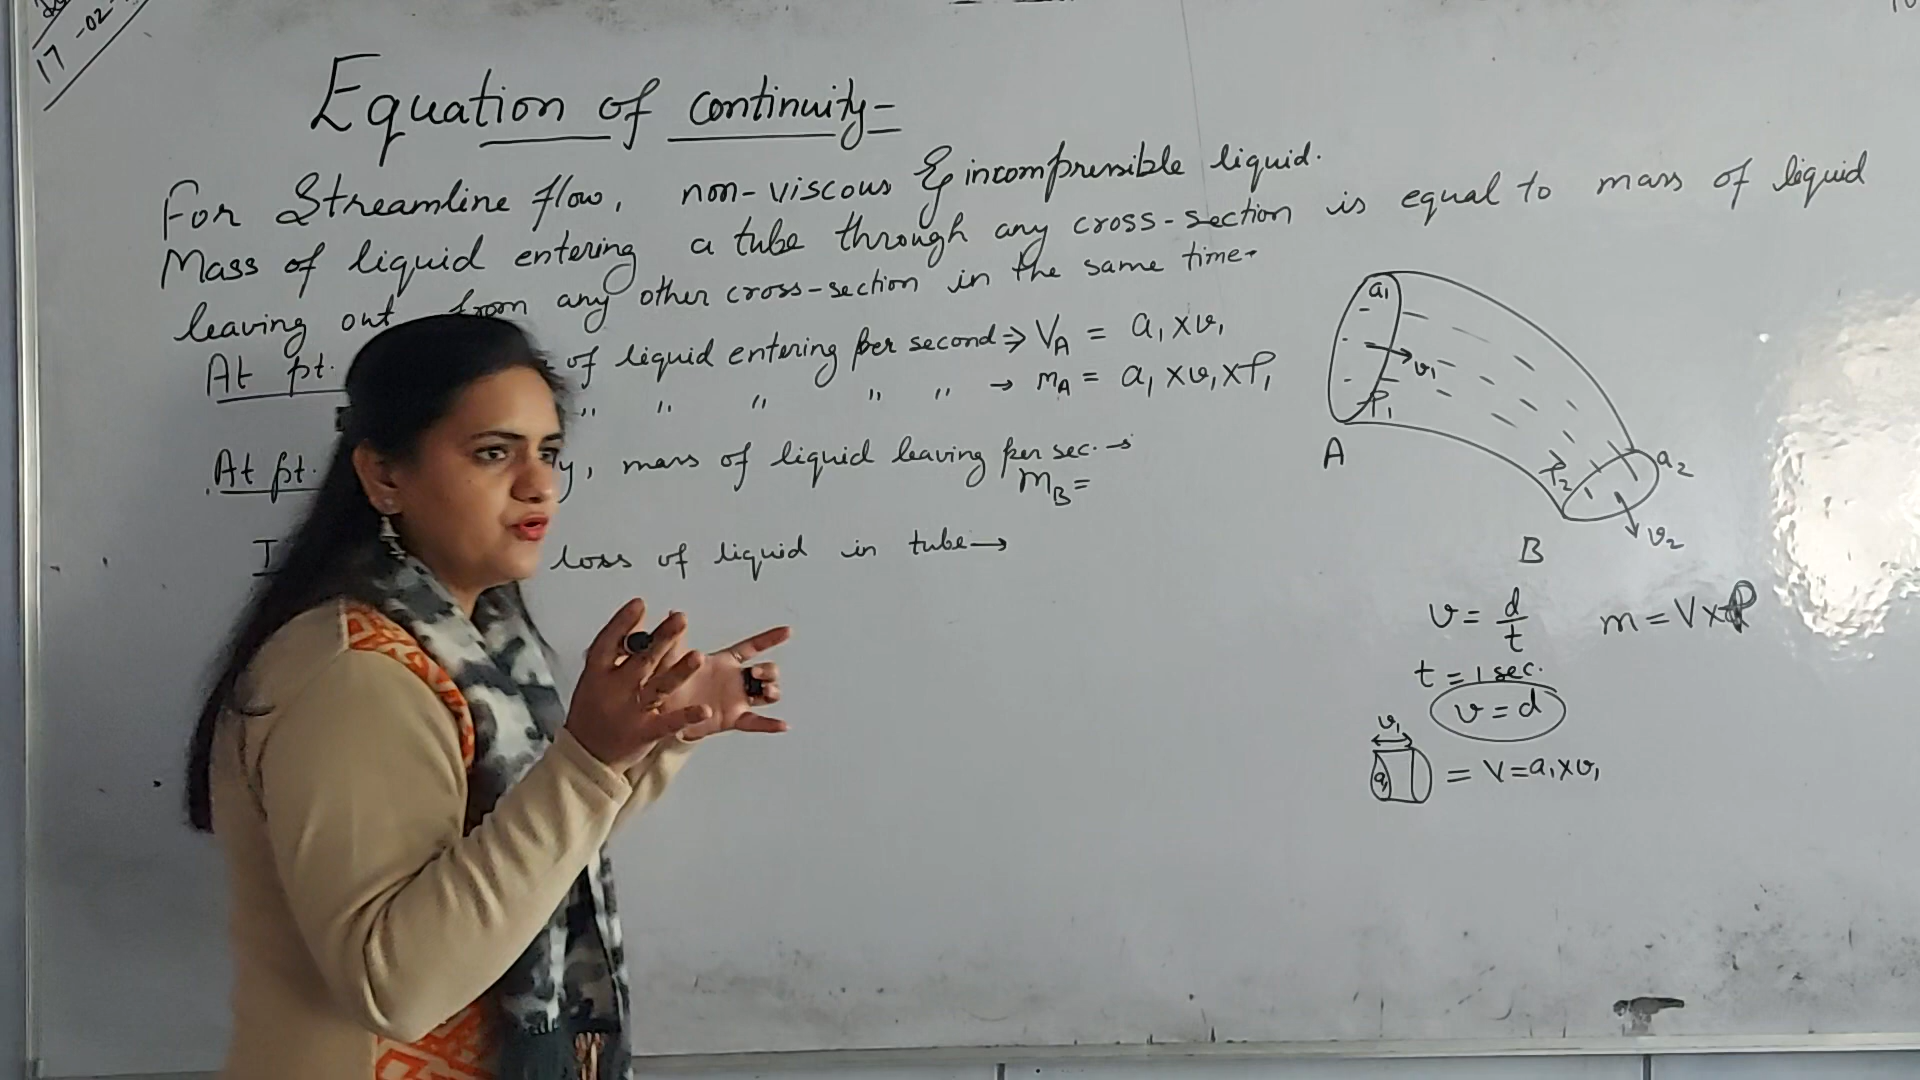 17-02-
Equation of continuity-
For Streamline flow, non-viscous & incompressible liquid.
Mass of liquid entering a tube through any cross-section is equal to mass of liquid
leaving out from any other cross-section in the same time.
At pt. of liquid entering per second ⇒ V_A = a₁ x v₁
" " " " " → m_A = a₁ x v₁ x ρ₁
At pt. y, mass of liquid leaving per sec. →
m_B =
I loss of liquid in tube →
a₁
v₁
ρ₁
A
ρ₂
a₂
v₂
B
v = d/t m = V x ρ
t = 1 sec.
v = d
v₁
a₁ = V = a₁ x v₁